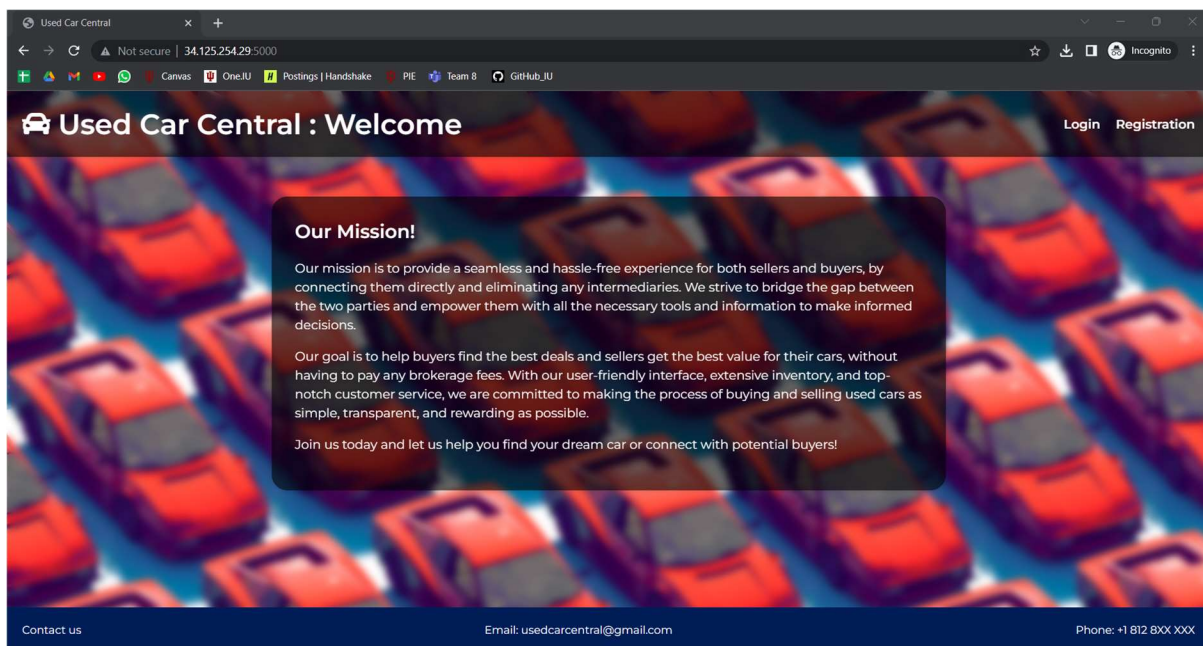 Used Car Central
Not secure | 34.125.254.29:5000
Incognito
Canvas One.IU Postings | Handshake PIE Team 8 GitHub_IU
Used Car Central : Welcome
Login Registration
Our Mission!
Our mission is to provide a seamless and hassle-free experience for both sellers and buyers, by
connecting them directly and eliminating any intermediaries. We strive to bridge the gap between
the two parties and empower them with all the necessary tools and information to make informed
decisions.
Our goal is to help buyers find the best deals and sellers get the best value for their cars, without
having to pay any brokerage fees. With our user-friendly interface, extensive inventory, and top-
notch customer service, we are committed to making the process of buying and selling used cars as
simple, transparent, and rewarding as possible.
Join us today and let us help you find your dream car or connect with potential buyers!
Contact us Email: usedcarcentral@gmail.com Phone: +1 812 8XX XXX